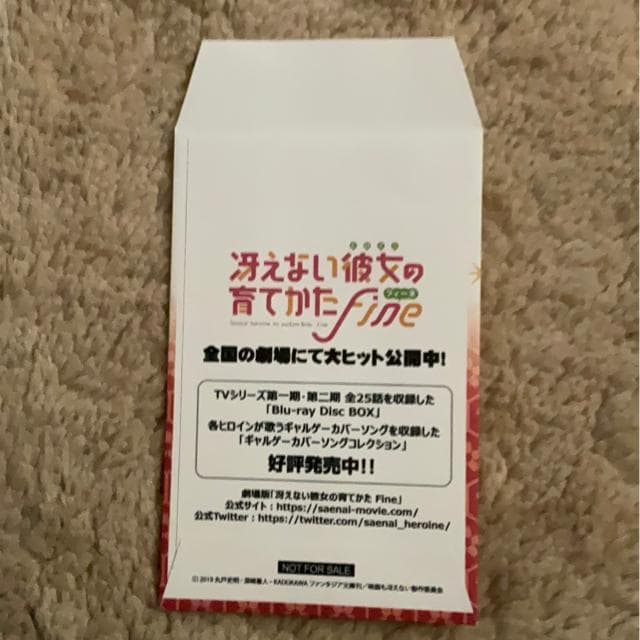 ヒロイン
冴えない彼女の
育てかた Fine
フィーネ
Saenai heroine no sodate-kata. Fine
全国の劇場にて大ヒット公開中!
TVシリーズ第一期・第二期 全25話を収録した
「Blu-ray Disc BOX」
各ヒロインが歌うギャルゲーカバーソングを収録した
「ギャルゲーカバーソングコレクション」
好評発売中!!
劇場版「冴えない彼女の育てかた Fine」
公式サイト:https://saenai-movie.com/
公式Twitter:https://twitter.com/saenai_heroine/
NOT FOR SALE
© 2019 丸戸史明・深崎暮人・KADOKAWA ファンタジア文庫刊/映画も冴えない製作委員会